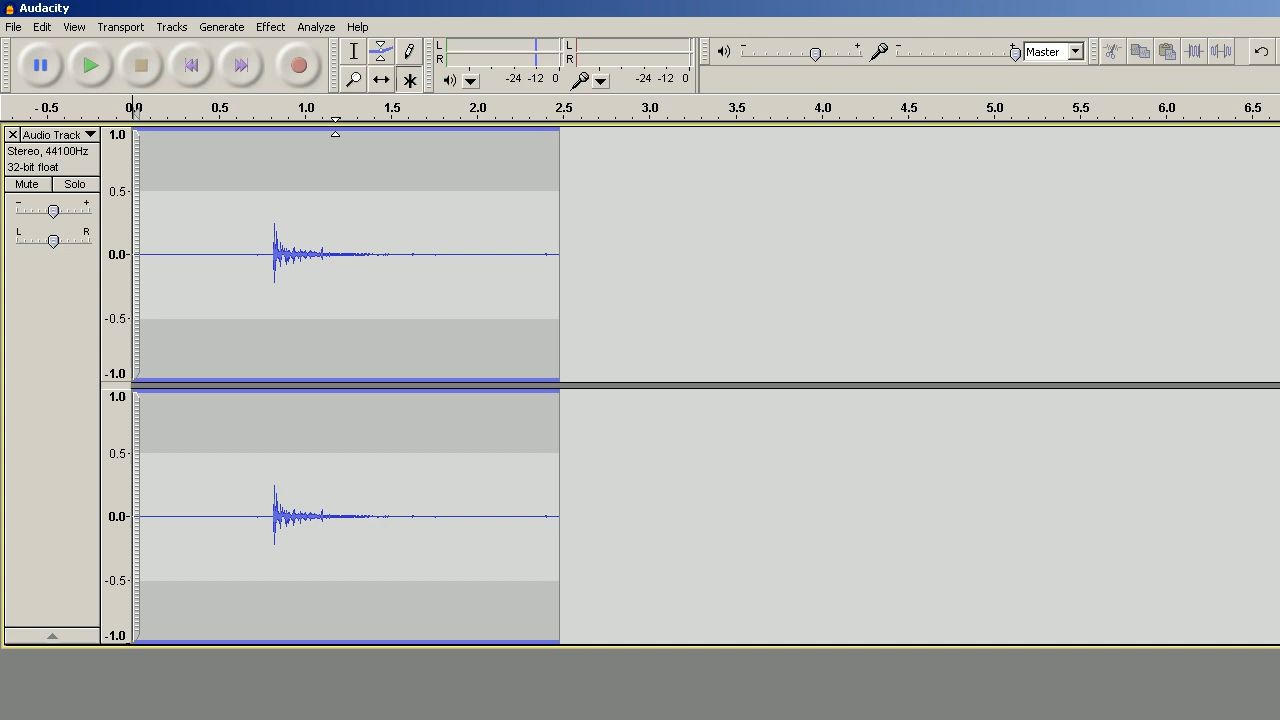 Audacity
File Edit View Transport Tracks Generate Effect Analyze Help
L
R
-24 -12 0
L
R
-24 -12 0
- +
- +
Master
-0.5 0.0 0.5 1.0 1.5 2.0 2.5 3.0 3.5 4.0 4.5 5.0 5.5 6.0 6.5
Audio Track
Stereo, 44100Hz
32-bit float
Mute Solo
- +
L R
1.0
0.5-
0.0-
-0.5-
-1.0
1.0
0.5-
0.0-
-0.5-
-1.0